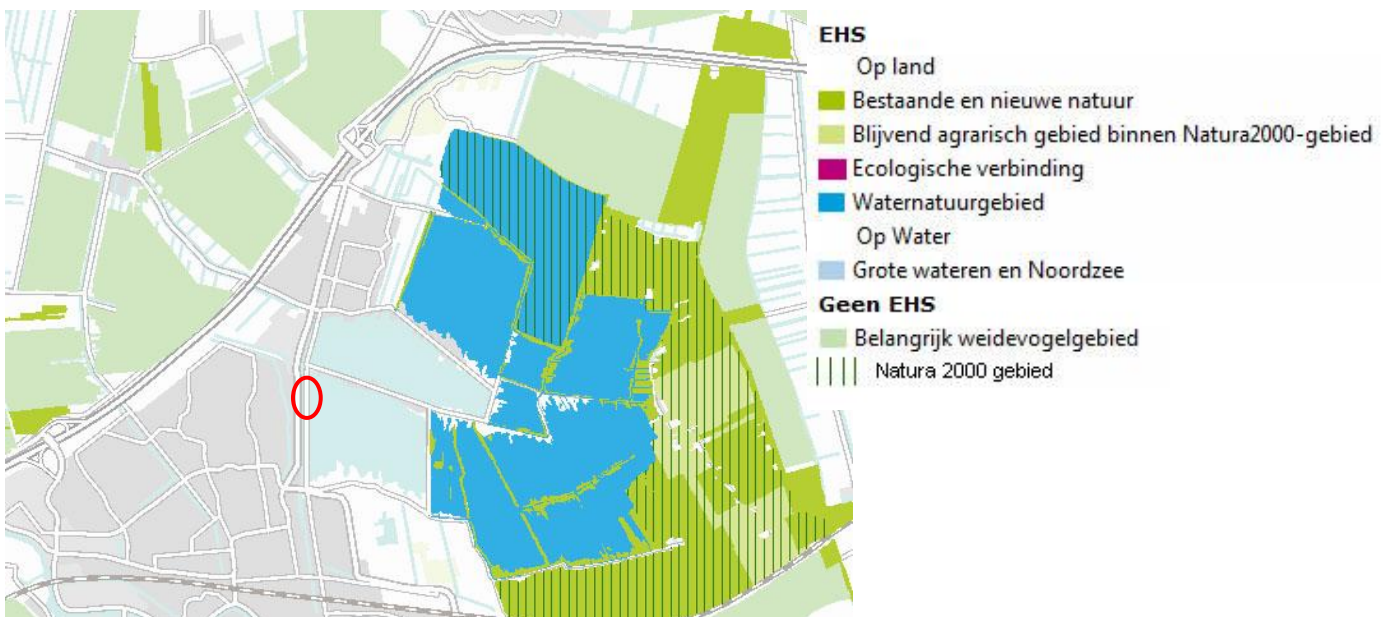 EHS
Op land
Bestaande en nieuwe natuur
Blijvend agrarisch gebied binnen Natura2000-gebied
Ecologische verbinding
Waternatuurgebied
Op Water
Grote wateren en Noordzee
Geen EHS
Belangrijk weidevogelgebied
Natura 2000 gebied